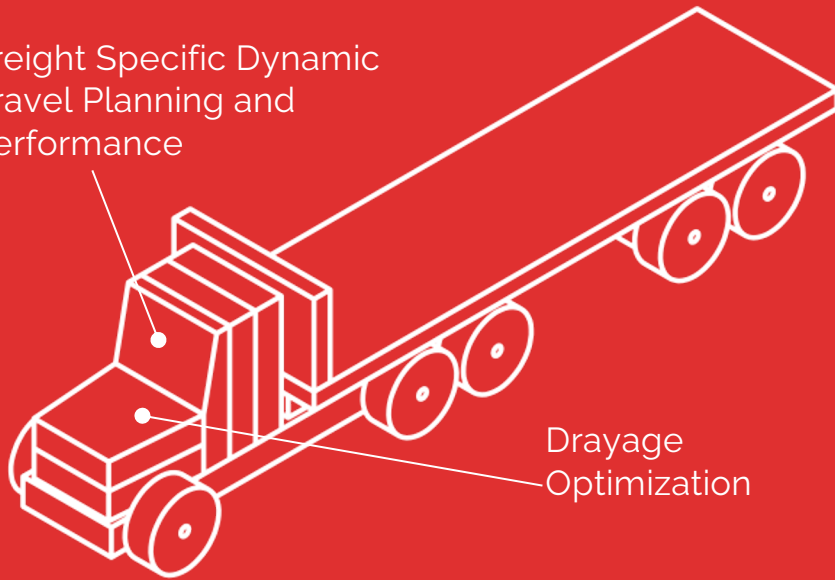 reight Specific Dynamic
ravel Planning and
erformance
Drayage
Optimization